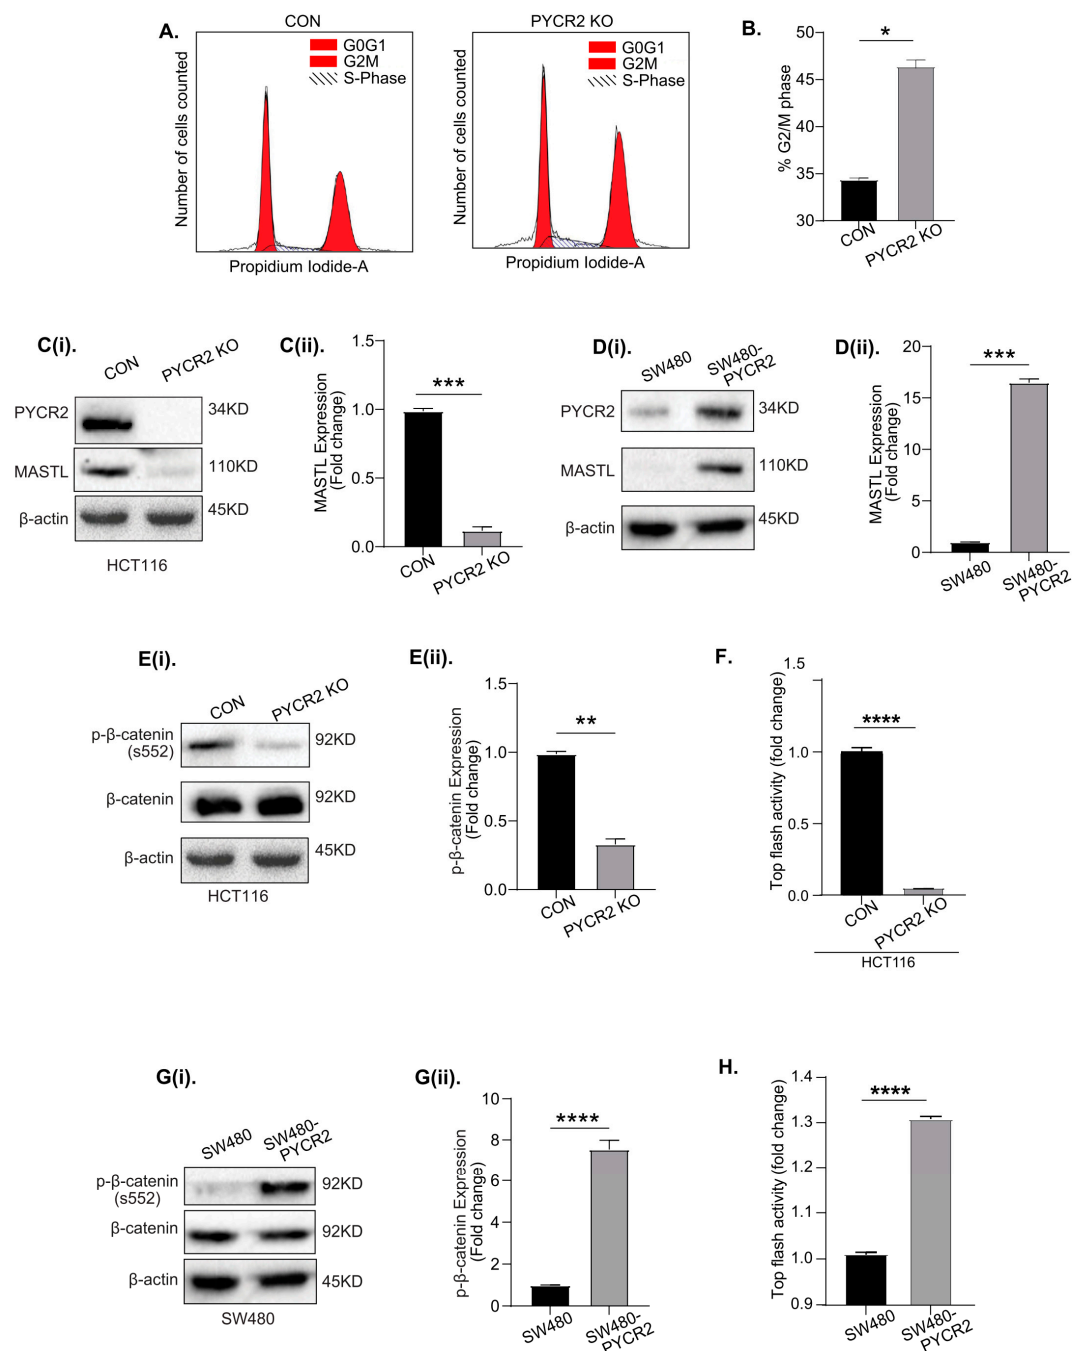 A.
CON
Number of cells counted
G0G1
G2M
S-Phase
Propidium Iodide-A
PYCR2 KO
Number of cells counted
G0G1
G2M
S-Phase
Propidium Iodide-A
B.
% G2/M phase
50
45
40
35
30
*
CON
PYCR2 KO
C(i).
CON
PYCR2 KO
PYCR2
34KD
MASTL
110KD
β-actin
45KD
HCT116
C(ii).
MASTL Expression
(Fold change)
1.5
1.0
0.5
0.0
***
CON
PYCR2 KO
D(i).
SW480
SW480-
PYCR2
PYCR2
34KD
MASTL
110KD
β-actin
45KD
D(ii).
MASTL Expression
(Fold change)
20
15
10
5
0
***
SW480
SW480-
PYCR2
E(i).
CON
PYCR2 KO
p-β-catenin
(s552)
92KD
β-catenin
92KD
β-actin
45KD
HCT116
E(ii).
p-β-catenin Expression
(Fold change)
1.5
1.0
0.5
0.0
**
CON
PYCR2 KO
F.
Top flash activity (fold change)
1.5
1.0
0.5
0.0
****
CON
PYCR2 KO
HCT116
G(i).
SW480
SW480-
PYCR2
p-β-catenin
(s552)
92KD
β-catenin
92KD
β-actin
45KD
SW480
G(ii).
p-β-catenin Expression
(Fold change)
10
8
6
4
2
0
****
SW480
SW480-
PYCR2
H.
Top flash activity (fold change)
1.4
1.3
1.2
1.1
1.0
0.9
****
SW480
SW480-
PYCR2